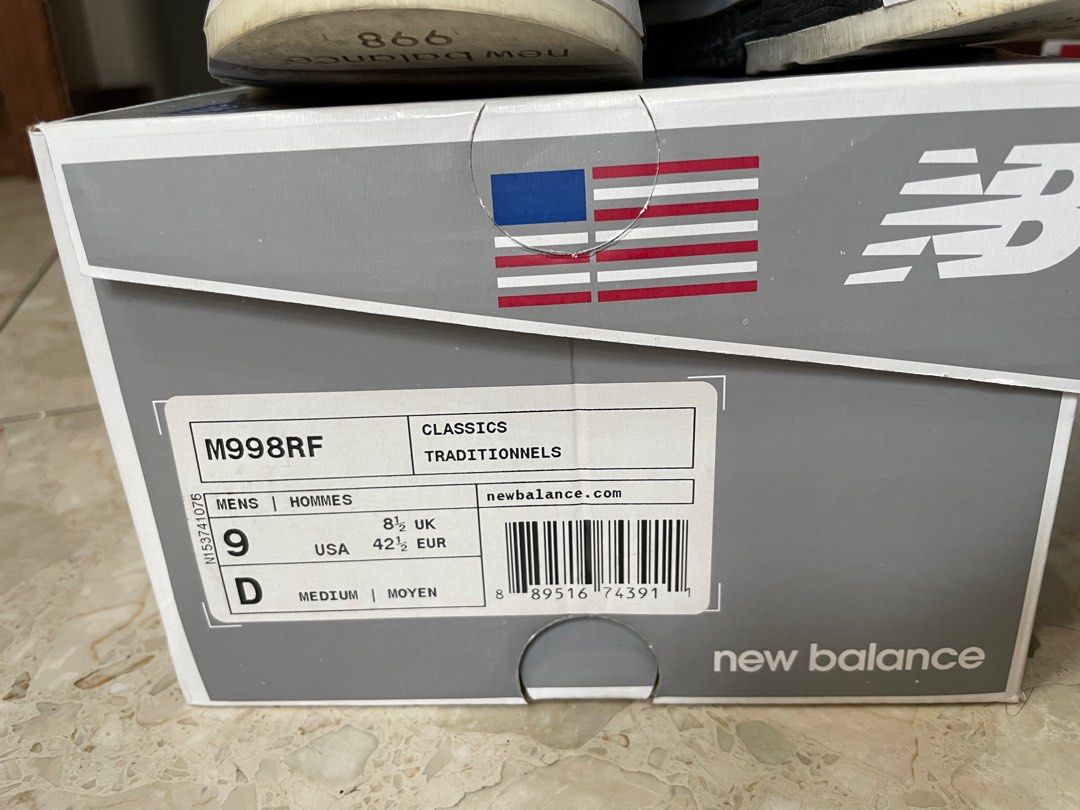 new balance
998
NB
M998RF
CLASSICS
TRADITIONNELS
MENS | HOMMES
newbalance.com
9 USA
8½ UK
42½ EUR
D MEDIUM | MOYEN
N153741076
8 89516 74391 1
new balance